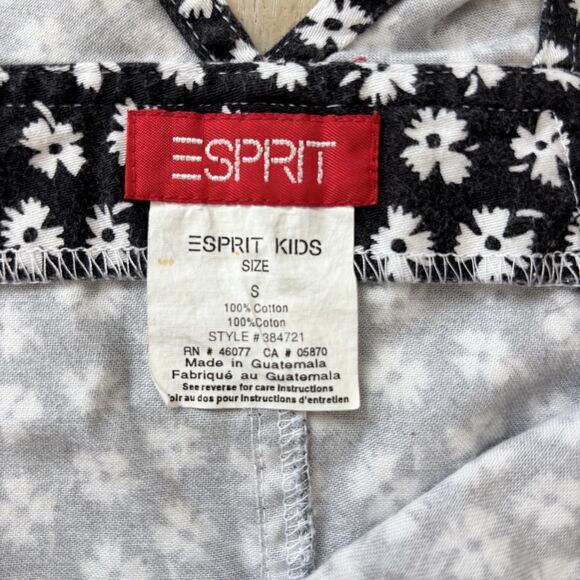 ESPRIT
ESPRIT KIDS
SIZE
S
100% Cotton
100% Coton
STYLE # 384721
RN # 46077 CA # 05870
Made in Guatemala
Fabriqué au Guatemala
See reverse for care Instructions
oir au dos pour Instructions d'entretien